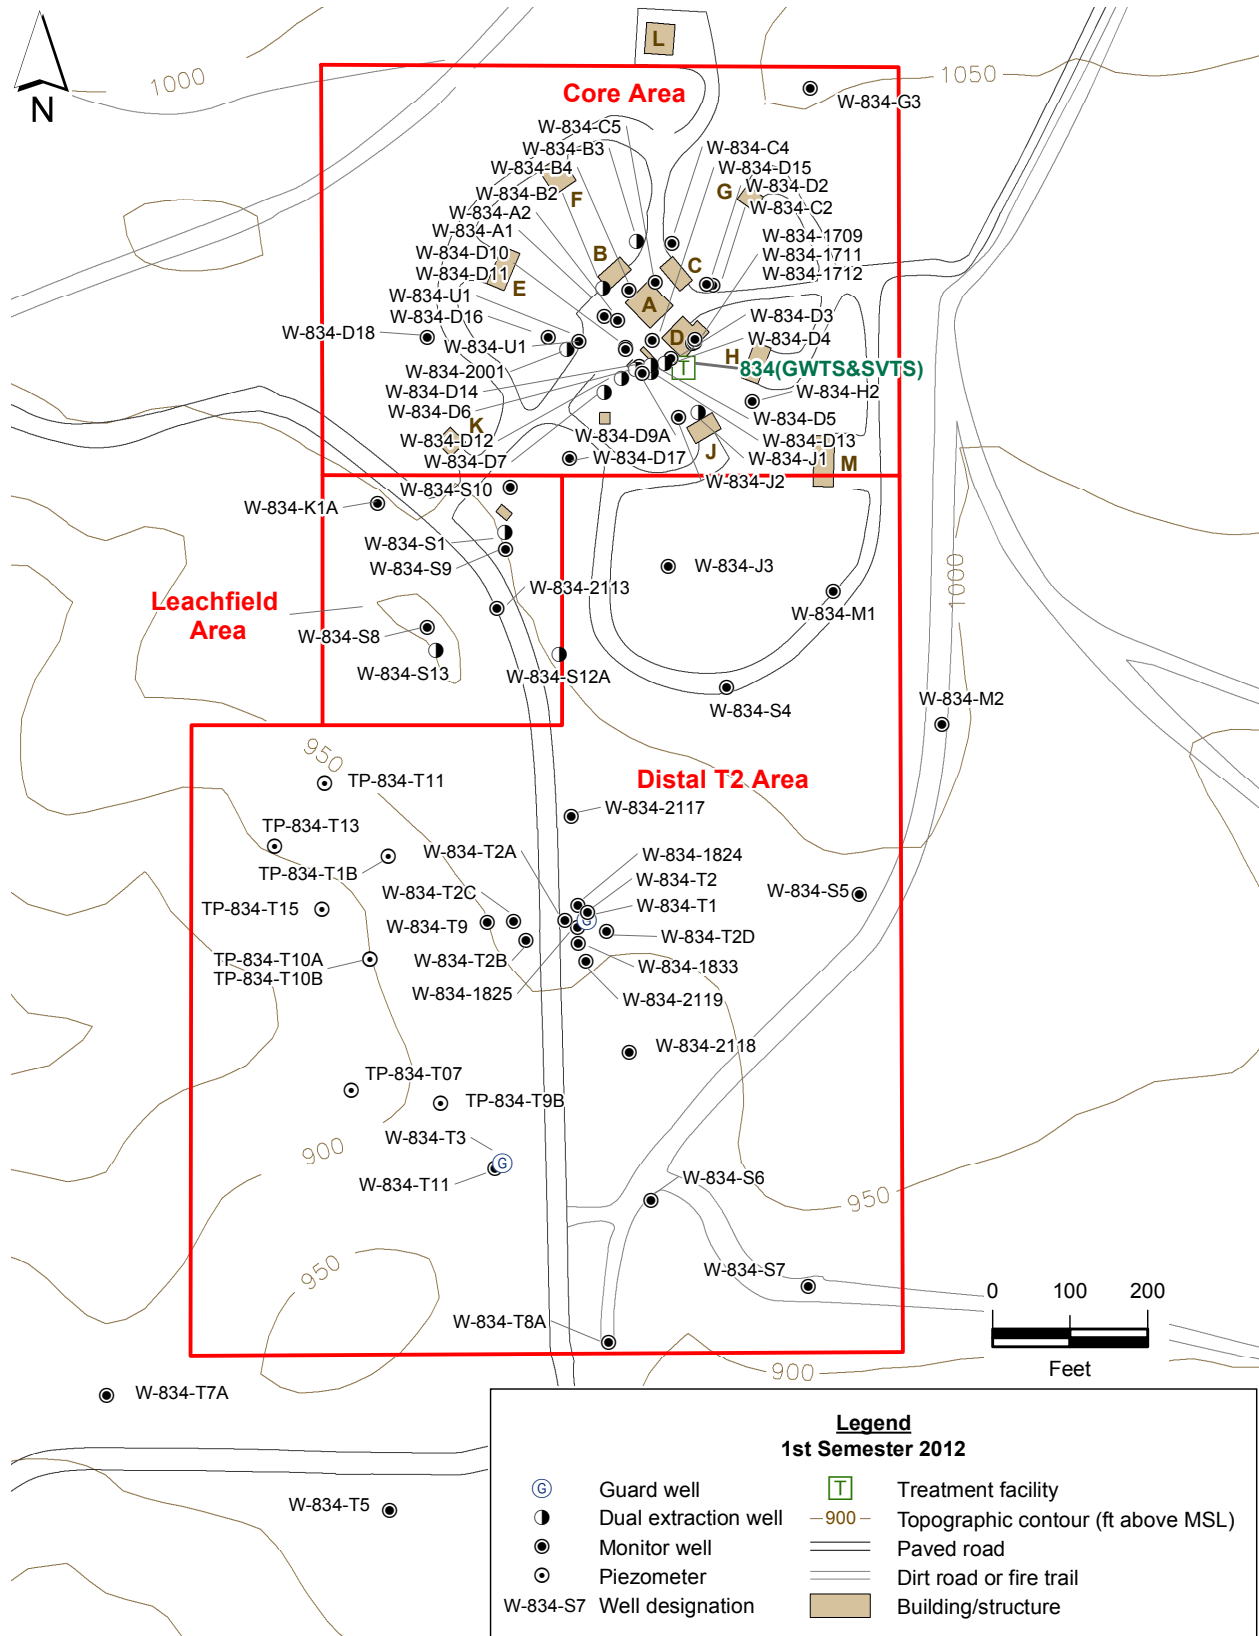 L
1000
1050
N
Core Area
W-834-G3
W-834-C5
W-834-B3
W-834-B4
W-834-B2
W-834-A2
W-834-A1
W-834-D10
W-834-D11
W-834-U1
W-834-D16
W-834-D18
W-834-U1
W-834-2001
W-834-D14
W-834-D6
W-834-D12
W-834-D7
W-834-C4
W-834-D15
W-834-D2
W-834-C2
W-834-1709
W-834-1711
W-834-1712
W-834-D3
W-834-D4
834(GWTS&SVTS)
W-834-H2
W-834-D5
W-834-D13
W-834-J1
W-834-J2
W-834-D9A
W-834-D17
F
G
B
C
E
A
D
H
T
K
J
M
W-834-S10
W-834-K1A
W-834-S1
W-834-S9
W-834-2113
W-834-J3
W-834-M1
1000
Leachfield
Area
W-834-S8
W-834-S13
W-834-S12A
W-834-S4
W-834-M2
950
Distal T2 Area
TP-834-T11
TP-834-T13
TP-834-T1B
TP-834-T15
TP-834-T10A
TP-834-T10B
W-834-2117
W-834-T2A
W-834-1824
W-834-T2
W-834-T2C
W-834-T1
W-834-S5
W-834-T9
G
W-834-T2D
W-834-T2B
W-834-1833
W-834-1825
W-834-2119
W-834-2118
TP-834-T07
TP-834-T9B
900
W-834-T3
G
W-834-T11
W-834-S6
950
W-834-S7
950
W-834-T8A
0 100 200
Feet
900
W-834-T7A
W-834-T5
Legend
1st Semester 2012
G Guard well
Dual extraction well
Monitor well
Piezometer
W-834-S7 Well designation
T Treatment facility
900 Topographic contour (ft above MSL)
Paved road
Dirt road or fire trail
Building/structure